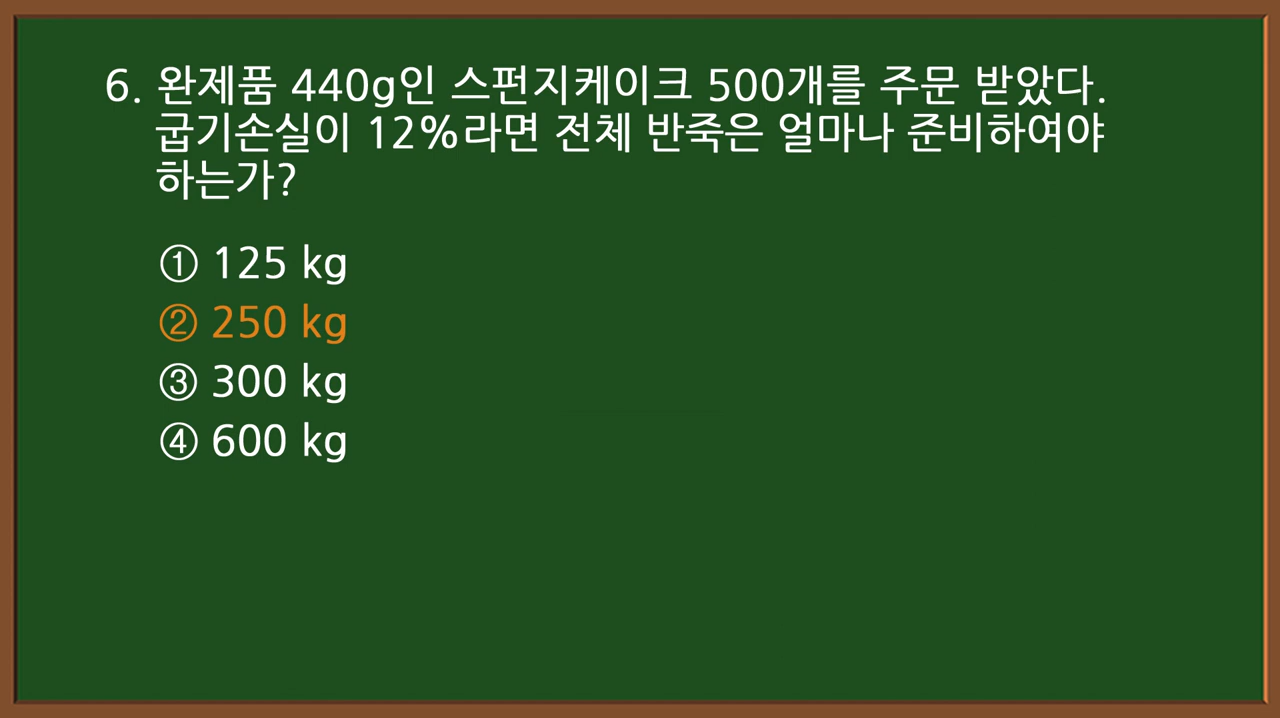 6. 완제품 440g인 스펀지케이크 500개를 주문 받았다.
굽기손실이 12%라면 전체 반죽은 얼마나 준비하여야
하는가?
① 125 kg
② 250 kg
③ 300 kg
④ 600 kg